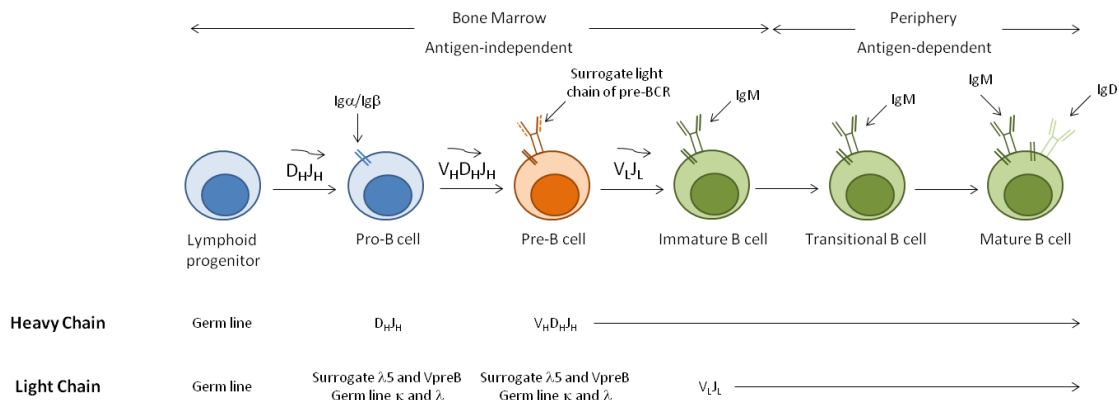 Bone Marrow
Antigen-independent
Periphery
Antigen-dependent
Igα/Igβ
Surrogate light
chain of pre-BCR
IgM
IgM
IgM
IgD
DHJH
VHDHJH
VLJL
Lymphoid
progenitor
Pro-B cell
Pre-B cell
Immature B cell
Transitional B cell
Mature B cell
Heavy Chain
Germ line
DHJH
VHDHJH
Light Chain
Germ line
Surrogate λ5 and VpreB
Germ line κ and λ
Surrogate λ5 and VpreB
Germ line κ and λ
VLJL